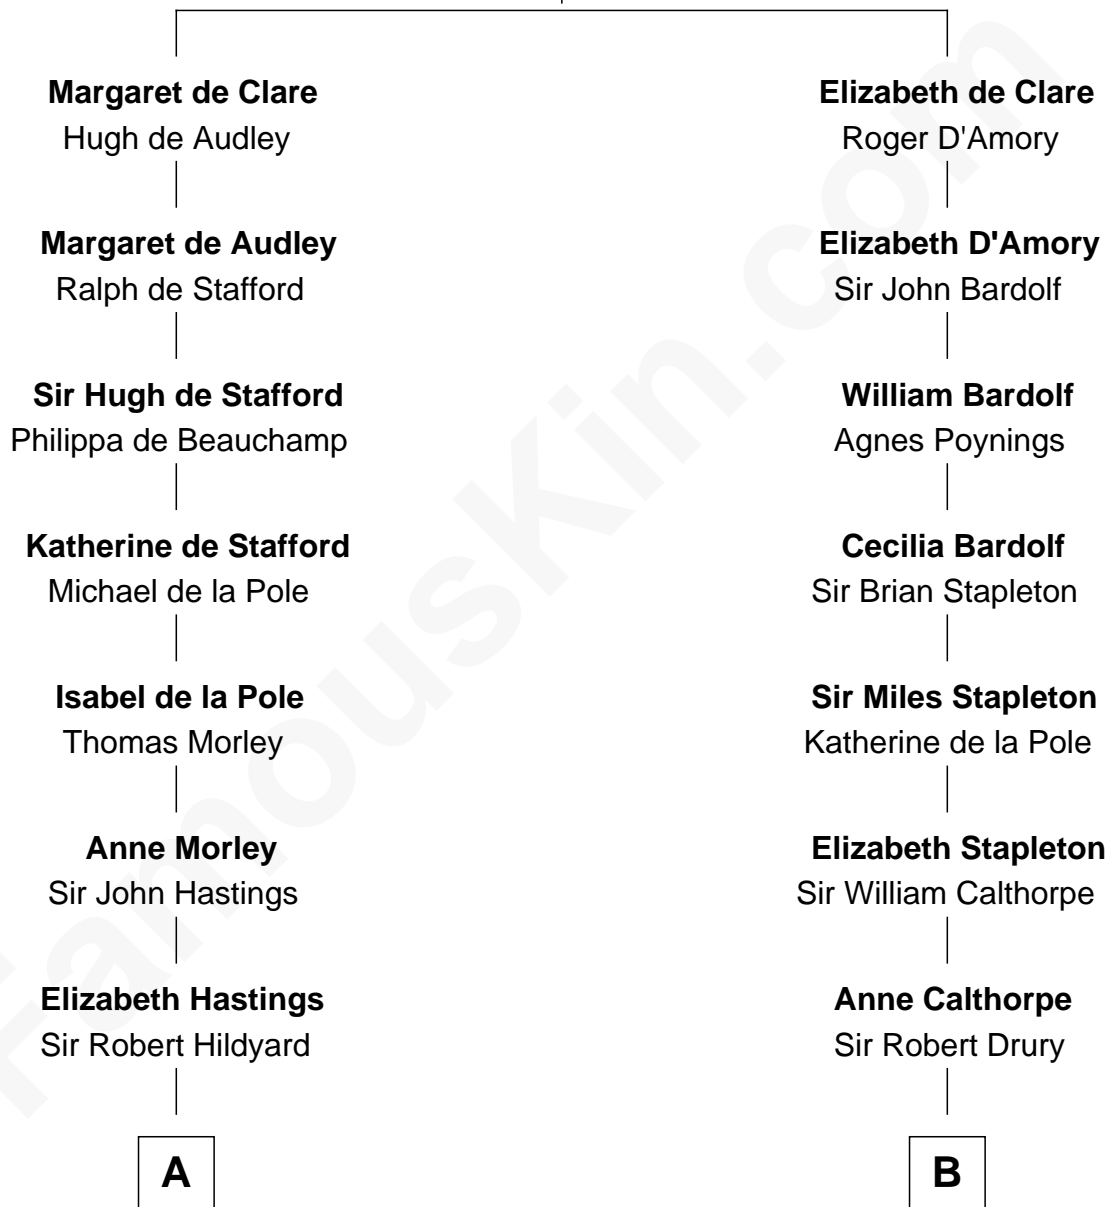 Margaret de Clare
Hugh de Audley
Margaret de Audley
Ralph de Stafford
Sir Hugh de Stafford
Philippa de Beauchamp
Katherine de Stafford
Michael de la Pole
Isabel de la Pole
Thomas Morley
Anne Morley
Sir John Hastings
Elizabeth Hastings
Sir Robert Hildyard
A
Elizabeth de Clare
Roger D'Amory
Elizabeth D'Amory
Sir John Bardolf
William Bardolf
Agnes Poynings
Cecilia Bardolf
Sir Brian Stapleton
Sir Miles Stapleton
Katherine de la Pole
Elizabeth Stapleton
Sir William Calthorpe
Anne Calthorpe
Sir Robert Drury
B
FamousKin.com